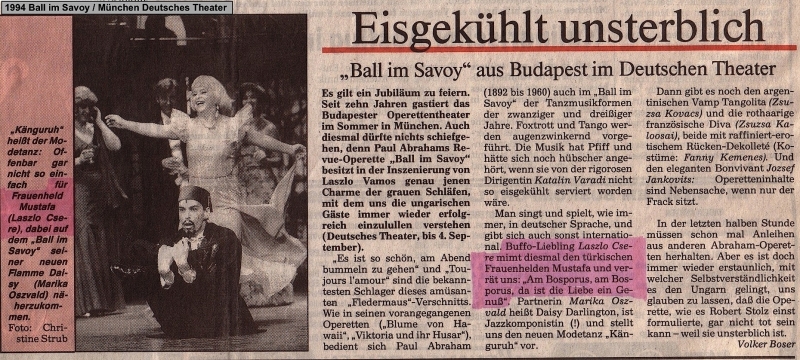 1994 Ball im Savoy / München Deutsches Theater
Eisgekühlt unsterblich
„Ball im Savoy“ aus Budapest im Deutschen Theater
„Känguruh“
heißt der Mo-
detanz: Of-
fenbar gar
nicht so ein-
fach für
Frauenheld
Mustafa
(Laszlo Cse-
re), dabei auf
dem „Ball im
Savoy“ sei-
ner neuen
Flamme Dai-
sy (Marika
Oszvald) nä-
herzukom-
men.
Foto: Chri-
stine Strub
Es gilt ein Jubiläum zu feiern.
Seit zehn Jahren gastiert das
Budapester Operettentheater
im Sommer in München. Auch
diesmal dürfte nichts schiefge-
hen, denn Paul Abrahams Re-
vue-Operette „Ball im Savoy“
besitzt in der Inszenierung von
Laszlo Vamos genau jenen
Charme der grauen Schläfen,
mit dem uns die ungarischen
Gäste immer wieder erfolg-
reich einzulullen verstehen
(Deutsches Theater, bis 4. Sep-
tember).
„Es ist so schön, am Abend
bummeln zu gehen“ und „Tou-
jours l'amour“ sind die bekann-
testen Schlager dieses amüsan-
ten „Fledermaus“-Verschnitts.
Wie in seinen vorangegangenen
Operetten („Blume von Ha-
waii“, „Viktoria und ihr Husar“),
bedient sich Paul Abraham
(1892 bis 1960) auch im „Ball im
Savoy“ der Tanzmusikformen
der zwanziger und dreißiger
Jahre. Foxtrott und Tango wer-
den augenzwinkernd vorge-
führt. Die Musik hat Pfiff und
hätte sich noch hübscher ange-
hört, wenn sie von der rigorosen
Dirigentin Katalin Varadi nicht
so eisgekühlt serviert worden
wäre.
Man singt und spielt, wie im-
mer, in deutscher Sprache, und
gibt sich auch sonst internatio-
nal. Buffo-Liebling Laszlo Cse-
re mimt diesmal den türkischen
Frauenhelden Mustafa und ver-
rät uns: „Am Bosporus, am Bos-
porus, da ist die Liebe ein Ge-
nuß“. Partnerin Marika Osz-
vald heißt Daisy Darlington, ist
Jazzkomponistin (!) und stellt
uns den neuen Modetanz „Kän-
guruh“ vor.
Dann gibt es noch den argen-
tinischen Vamp Tangolita (Zsu-
za Kovacs) und die rothaarige
französische Diva (Zsuzsa Ka-
loosai), beide mit raffiniert-ero-
tischem Rücken-Dekolleté (Ko-
stüme: Fanny Kemenes). Und
den eleganten Bonvivant Jozsef
Jankovits: Operetteninhalte
sind Nebensache, wenn nur der
Frack sitzt.
In der letzten halben Stunde
müssen schon mal Anleihen
aus anderen Abraham-Operet-
ten herhalten. Aber es ist doch
immer wieder erstaunlich, mit
welcher Selbstverständlichkeit
es den Ungarn gelingt, uns
glauben zu lassen, daß die Ope-
rette, wie es Robert Stolz einst
formulierte, gar nicht tot sein
kann – weil sie unsterblich ist.
Volker Boser